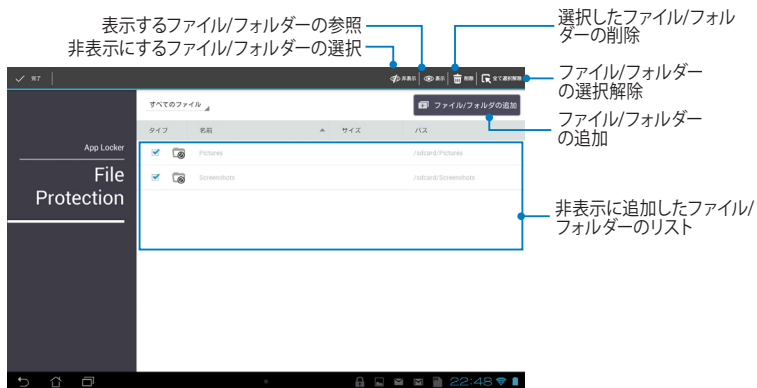 表示するファイル/フォルダーの参照
非表示にするファイル/フォルダーの選択
選択したファイル/フォル
ダーの削除
ファイル/フォルダー
の選択解除
ファイル/フォルダー
の追加
非表示に追加したファイル/
フォルダーのリスト
完了
非表示 表示 削除 全て選択解除
すべてのファイル
ファイル/フォルダの追加
タイプ 名前 サイズ パス
App Locker
File
Protection
Pictures /sdcard/Pictures
Screenshots /sdcard/Screenshots
22:48